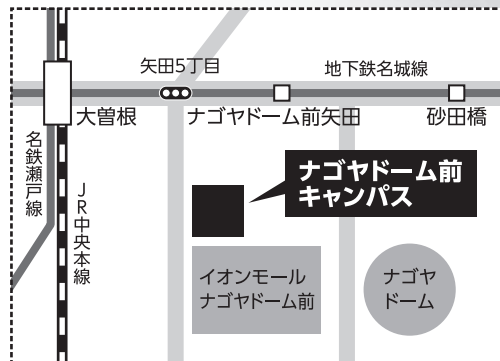 矢田5丁目
地下鉄名城線
大曽根
ナゴヤドーム前矢田
砂田橋
名鉄瀬戸線
JR中央本線
ナゴヤドーム前
キャンパス
イオンモール
ナゴヤドーム前
ナゴヤ
ドーム